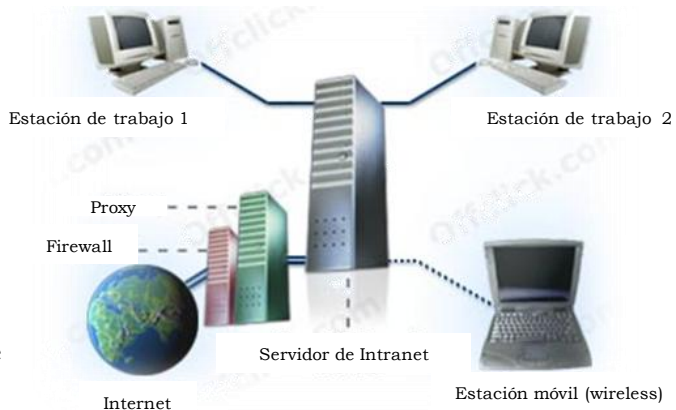 Estación de trabajo 1
Estación de trabajo 2
Proxy
Firewall
Servidor de Intranet
Internet
Estación móvil (wireless)